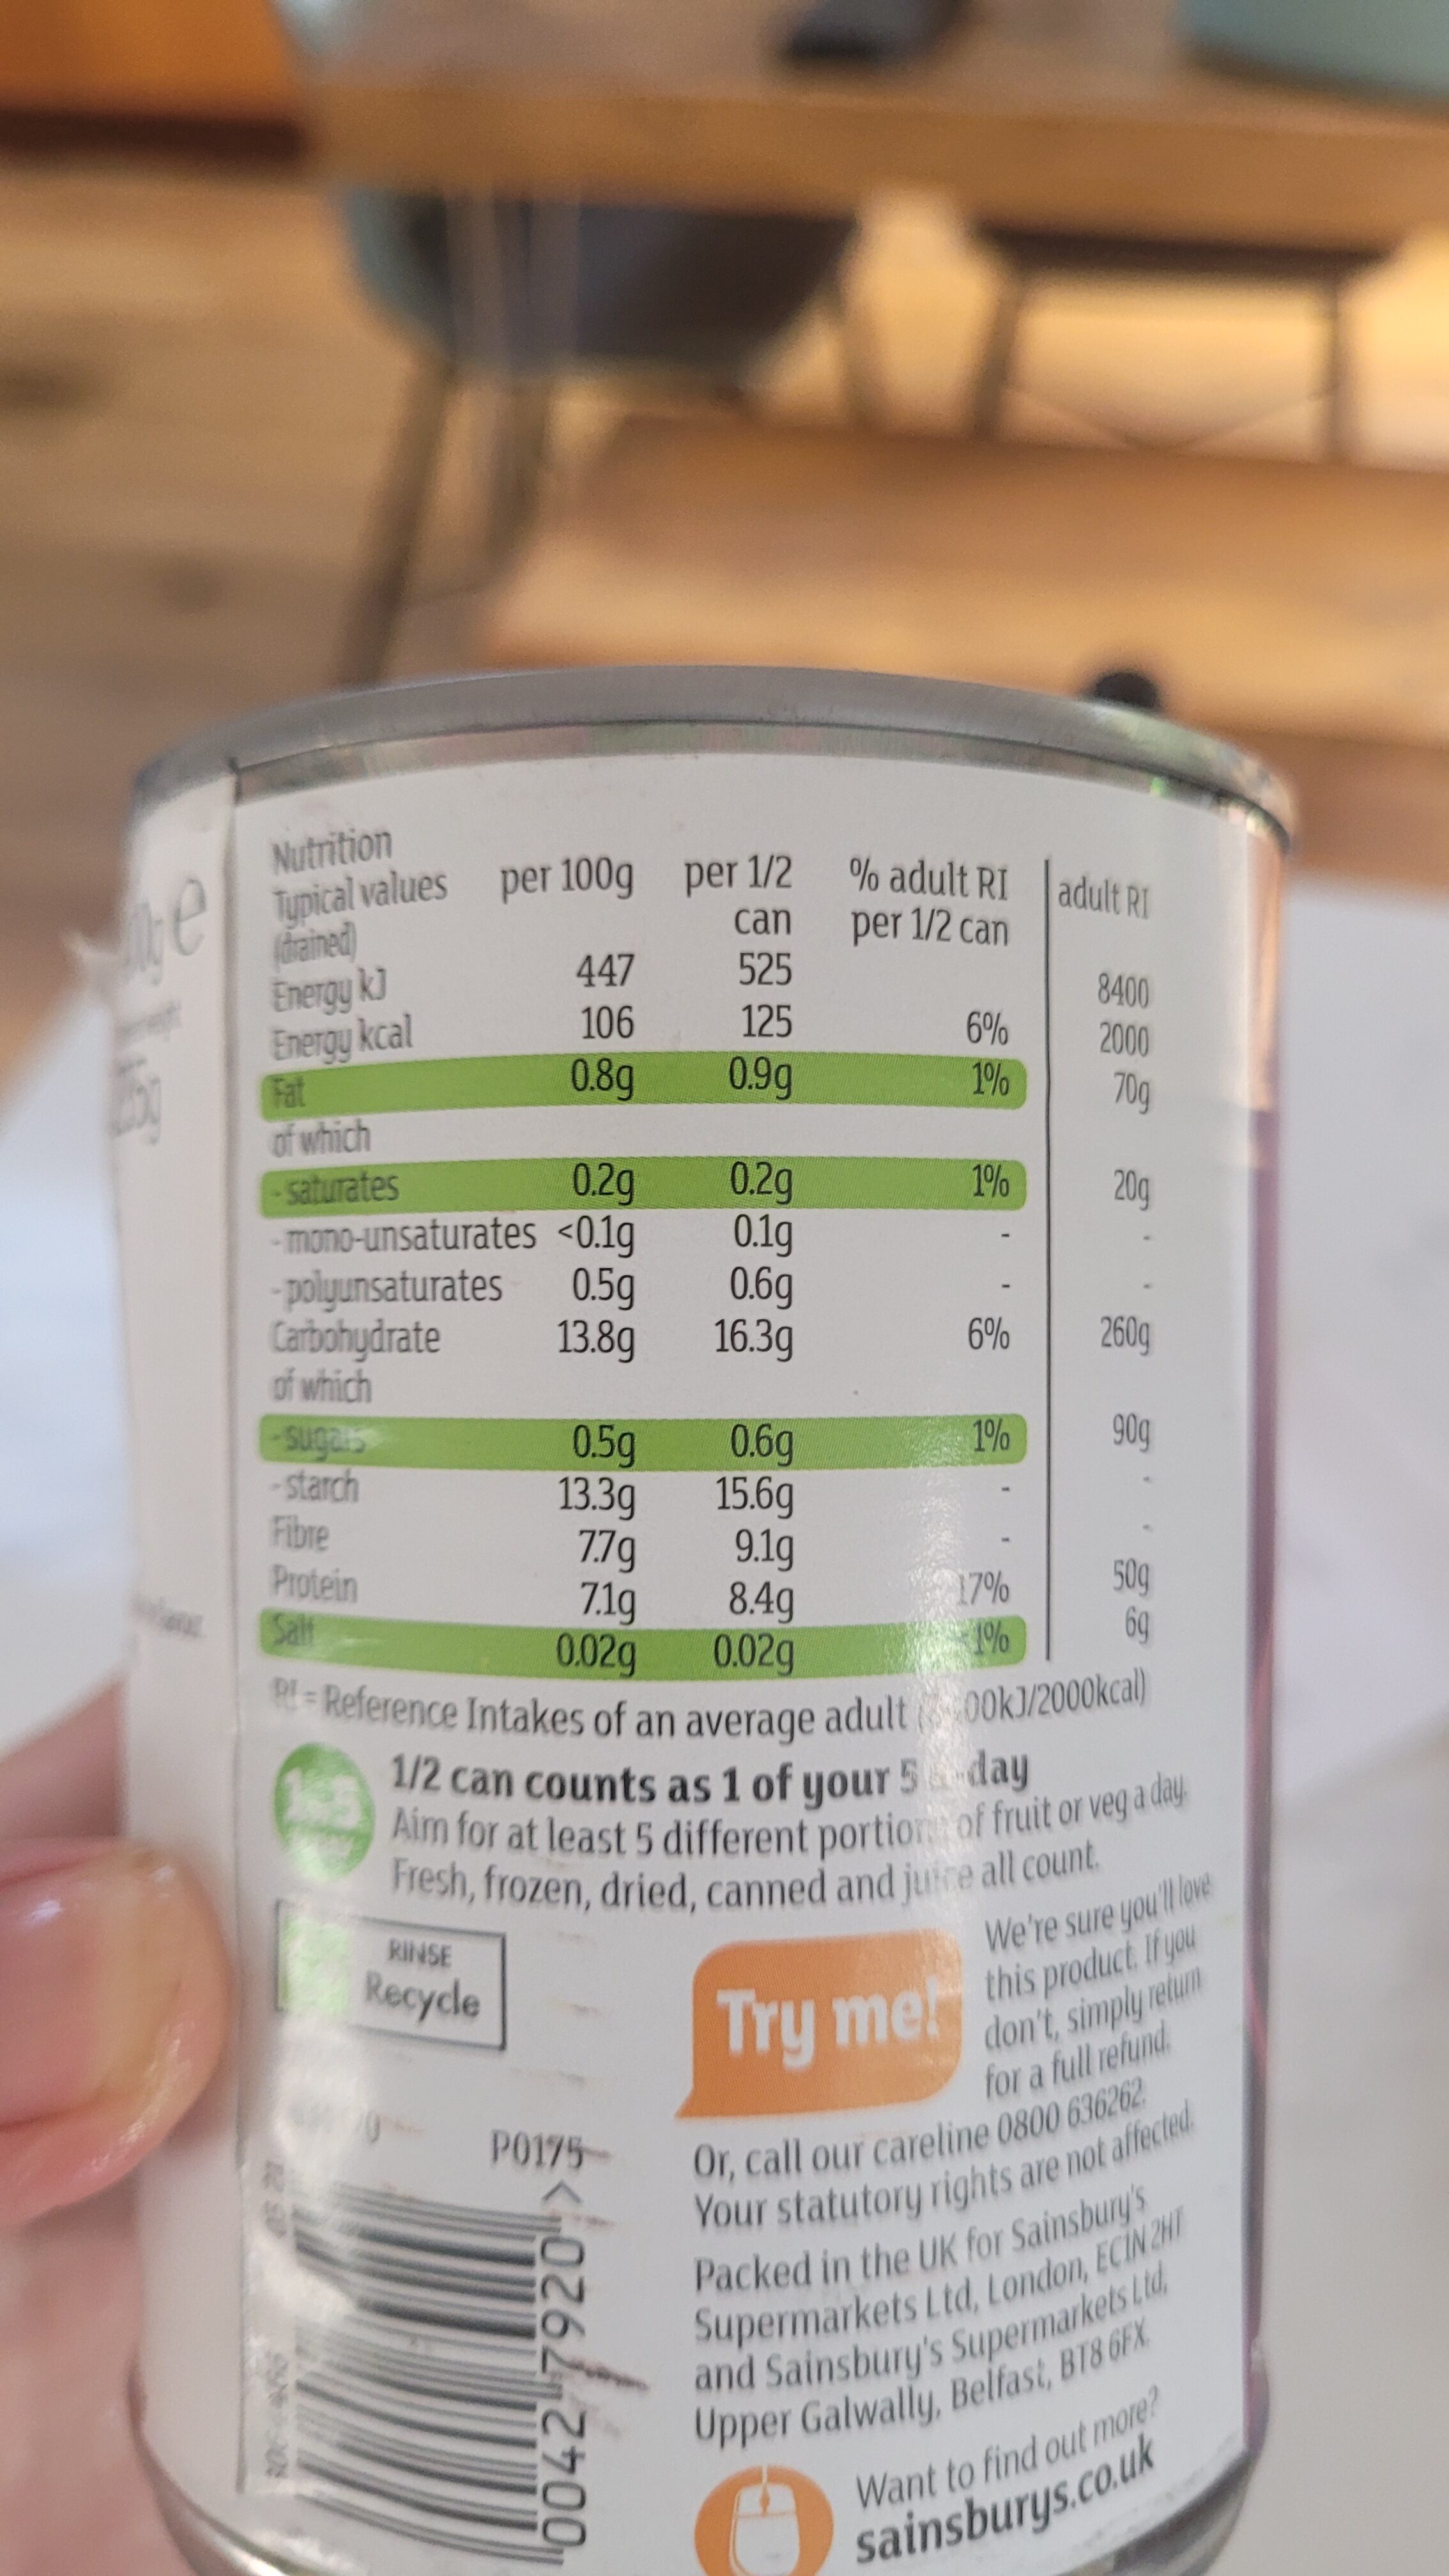 e
Nutrition
Typical values per 100g per 1/2 % adult RI adult RI
(drained) can per 1/2 can
Energy kJ 447 525 8400
Energy kcal 106 125 6% 2000
Fat 0.8g 0.9g 1% 70g
of which
- saturates 0.2g 0.2g 1% 20g
- mono-unsaturates <0.1g 0.1g - -
- polyunsaturates 0.5g 0.6g - -
Carbohydrate 13.8g 16.3g 6% 260g
of which
- sugars 0.5g 0.6g 1% 90g
- starch 13.3g 15.6g - -
Fibre 7.7g 9.1g - -
Protein 7.1g 8.4g 17% 50g
Salt 0.02g 0.02g <1% 6g
RI = Reference Intakes of an average adult 00kJ/2000kcal)
1/2 can counts as 1 of your 5 day
Aim for at least 5 different portions of fruit or veg a day.
Fresh, frozen, dried, canned and juice all count.
RINSE
Recycle
Try me!
We're sure you'll love
this product. If you
don't, simply return
for a full refund.
Or, call our careline 0800 636262.
Your statutory rights are not affected.
Packed in the UK for Sainsbury's
Supermarkets Ltd, London, EC1N 2HT
and Sainsbury's Supermarkets Ltd,
Upper Galwally, Belfast, BT8 6FX.
Want to find out more?
sainsburys.co.uk
P0175
00427920 >